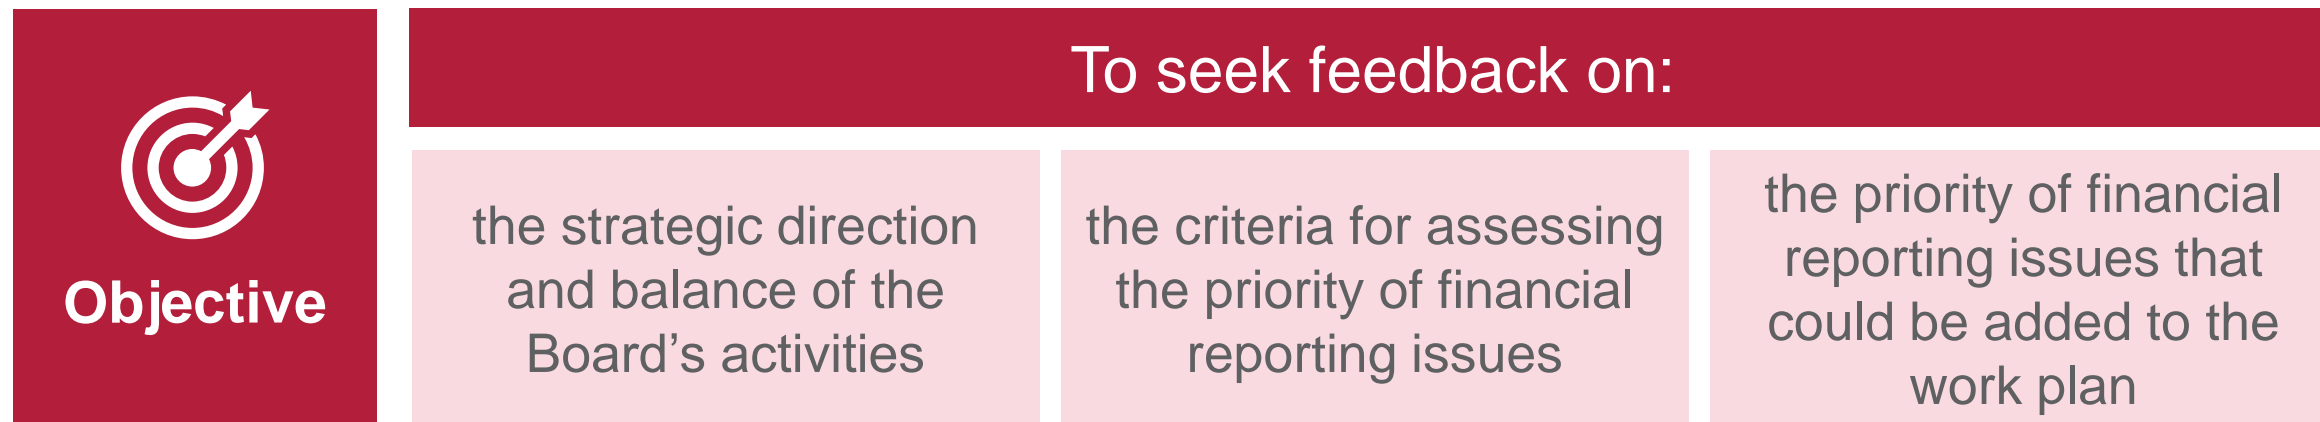 Objective
To seek feedback on:
the strategic direction
and balance of the
Board’s activities
the criteria for assessing
the priority of financial
reporting issues
the priority of financial
reporting issues that
could be added to the
work plan